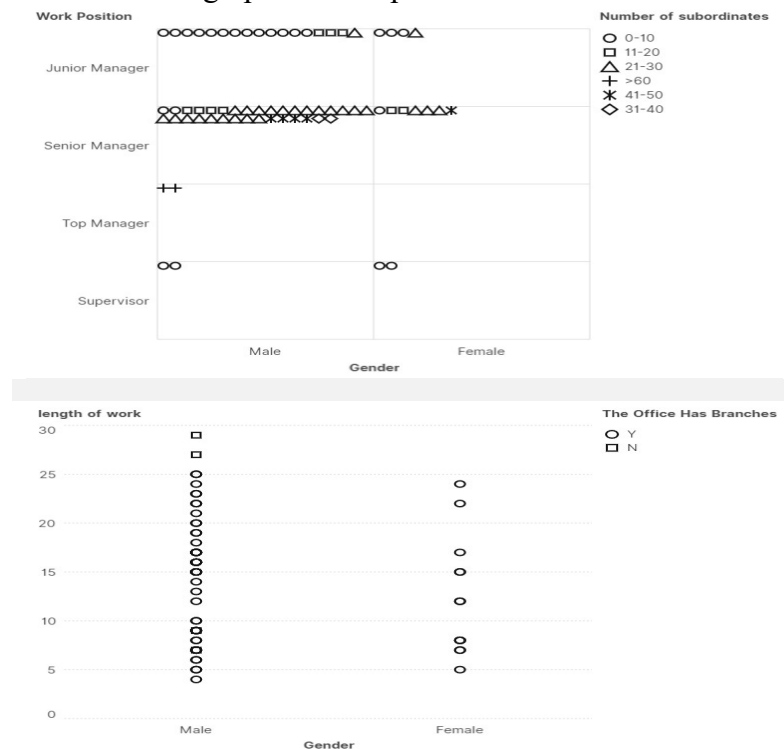 Work Position
Number of subordinates
0-10
11-20
21-30
>60
41-50
31-40
Junior Manager
Senior Manager
Top Manager
Supervisor
Male Female
Gender
length of work
The Office Has Branches
Y
N
30
25
20
15
10
5
0
Male Female
Gender